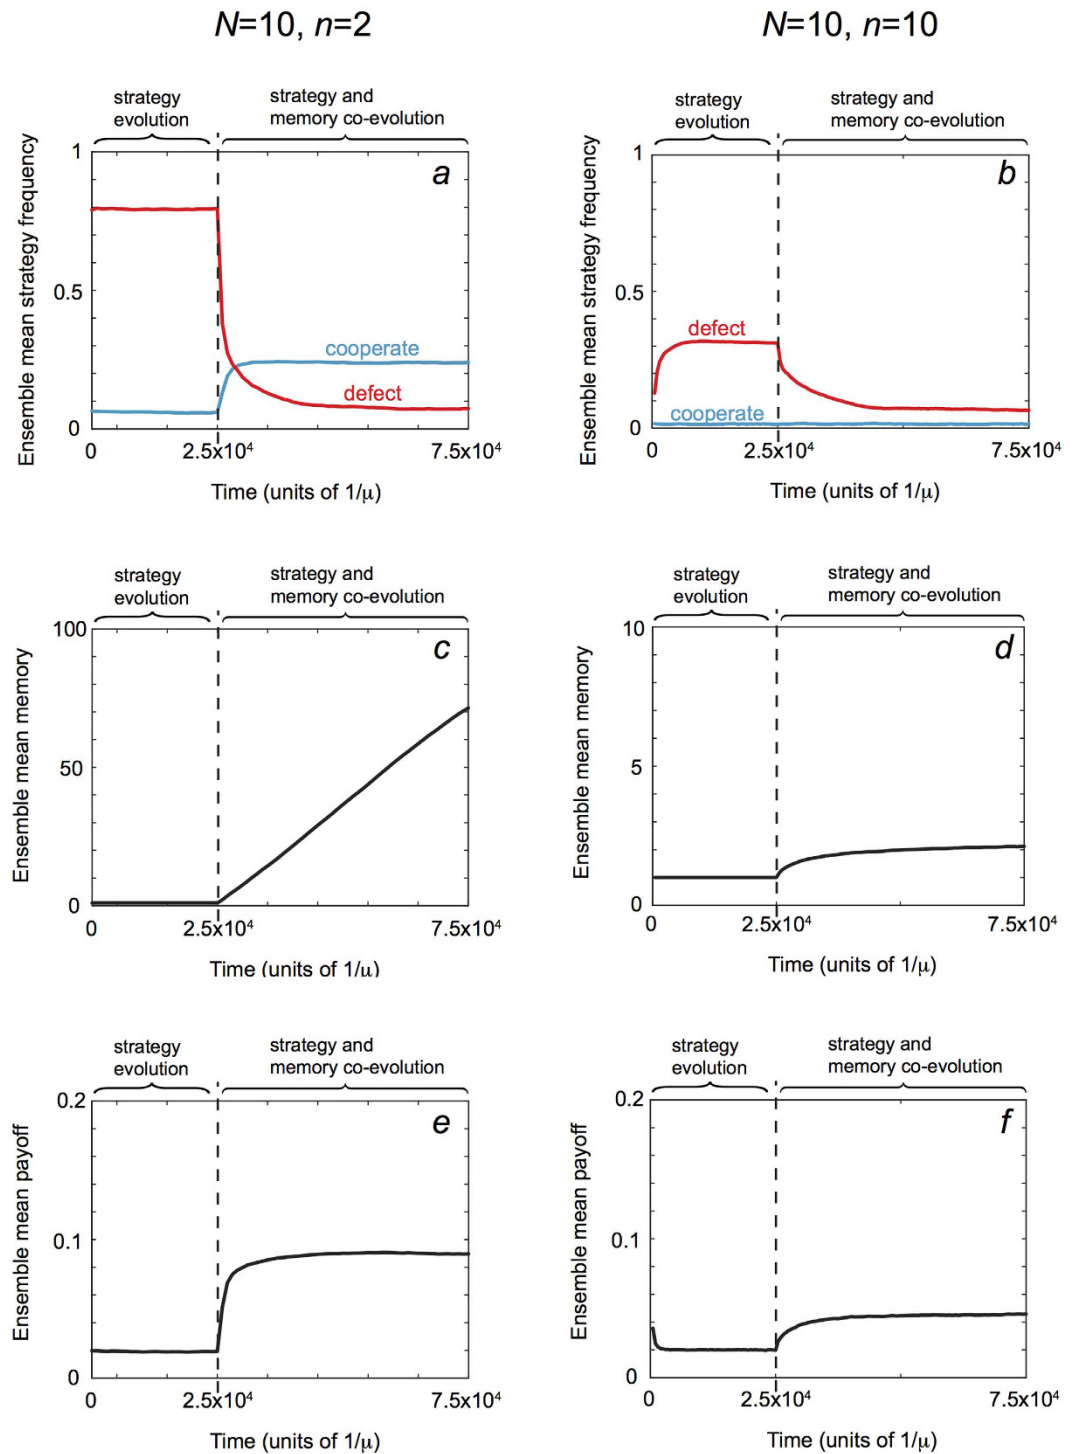 N=10, n=2
N=10, n=10
strategy
evolution
strategy and
memory co-evolution
a
Ensemble mean strategy frequency
1
0.5
0
cooperate
defect
0
2.5x10⁴
7.5x10⁴
Time (units of 1/μ)
strategy
evolution
strategy and
memory co-evolution
b
Ensemble mean strategy frequency
1
0.5
0
defect
cooperate
0
2.5x10⁴
7.5x10⁴
Time (units of 1/μ)
strategy
evolution
strategy and
memory co-evolution
c
Ensemble mean memory
100
50
0
0
2.5x10⁴
7.5x10⁴
Time (units of 1/μ)
strategy
evolution
strategy and
memory co-evolution
d
Ensemble mean memory
10
5
0
0
2.5x10⁴
7.5x10⁴
Time (units of 1/μ)
strategy
evolution
strategy and
memory co-evolution
e
Ensemble mean payoff
0.2
0.1
0
0
2.5x10⁴
7.5x10⁴
Time (units of 1/μ)
strategy
evolution
strategy and
memory co-evolution
f
Ensemble mean payoff
0.2
0.1
0
0
2.5x10⁴
7.5x10⁴
Time (units of 1/μ)